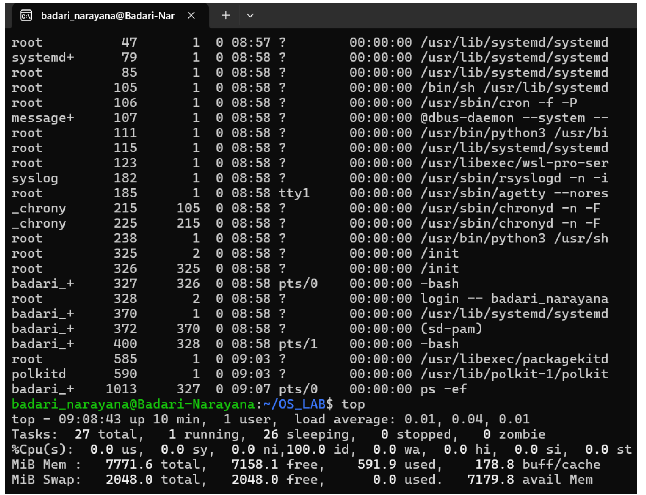 badari_narayana@Badari-Nar × + ⌄
root 47 1 0 08:57 ? 00:00:00 /usr/lib/systemd/systemd
systemd+ 79 1 0 08:58 ? 00:00:00 /usr/lib/systemd/systemd
root 85 1 0 08:58 ? 00:00:00 /usr/lib/systemd/systemd
root 105 1 0 08:58 ? 00:00:00 /bin/sh /usr/lib/systemd
root 106 1 0 08:58 ? 00:00:00 /usr/sbin/cron -f -P
message+ 107 1 0 08:58 ? 00:00:00 @dbus-daemon --system --
root 111 1 0 08:58 ? 00:00:00 /usr/bin/python3 /usr/bi
root 115 1 0 08:58 ? 00:00:00 /usr/lib/systemd/systemd
root 123 1 0 08:58 ? 00:00:00 /usr/libexec/wsl-pro-ser
syslog 182 1 0 08:58 ? 00:00:00 /usr/sbin/rsyslogd -n -i
root 185 1 0 08:58 tty1 00:00:00 /usr/sbin/agetty --nores
_chrony 215 105 0 08:58 ? 00:00:00 /usr/sbin/chronyd -n -F
_chrony 225 215 0 08:58 ? 00:00:00 /usr/sbin/chronyd -n -F
root 238 1 0 08:58 ? 00:00:00 /usr/bin/python3 /usr/sh
root 325 2 0 08:58 ? 00:00:00 /init
root 326 325 0 08:58 ? 00:00:00 /init
badari_+ 327 326 0 08:58 pts/0 00:00:00 -bash
root 328 2 0 08:58 ? 00:00:00 login -- badari_narayana
badari_+ 370 1 0 08:58 ? 00:00:00 /usr/lib/systemd/systemd
badari_+ 372 370 0 08:58 ? 00:00:00 (sd-pam)
badari_+ 400 328 0 08:58 pts/1 00:00:00 -bash
root 585 1 0 09:03 ? 00:00:00 /usr/libexec/packagekitd
polkitd 590 1 0 09:03 ? 00:00:00 /usr/lib/polkit-1/polkit
badari_+ 1013 327 0 09:07 pts/0 00:00:00 ps -ef
badari_narayana@Badari-Narayana:~/OS_LAB$ top
top - 09:08:43 up 10 min, 1 user, load average: 0.01, 0.04, 0.01
Tasks: 27 total, 1 running, 26 sleeping, 0 stopped, 0 zombie
%Cpu(s): 0.0 us, 0.0 sy, 0.0 ni,100.0 id, 0.0 wa, 0.0 hi, 0.0 si, 0.0 st
MiB Mem : 7771.6 total, 7158.1 free, 591.9 used, 178.8 buff/cache
MiB Swap: 2048.0 total, 2048.0 free, 0.0 used. 7179.8 avail Mem